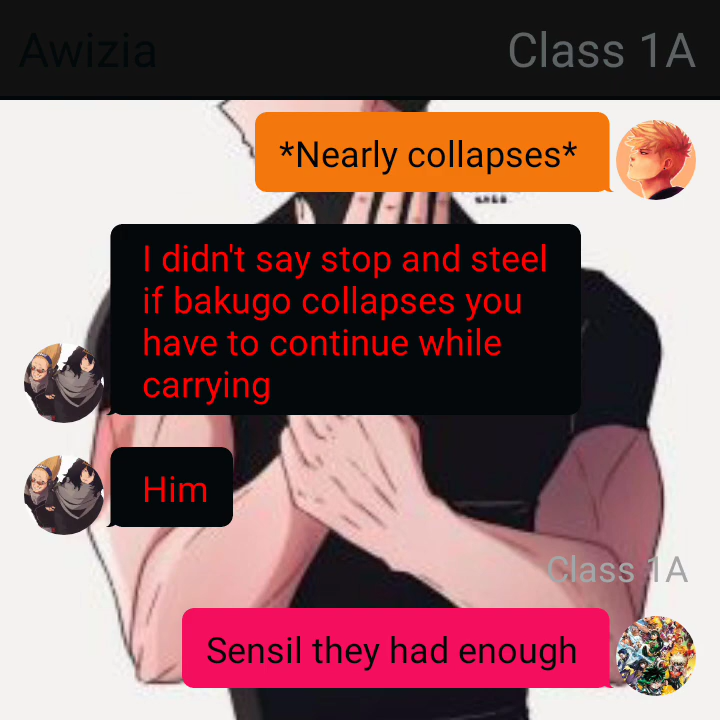 Awizia
Class 1A
*Nearly collapses*
I didn't say stop and steel
if bakugo collapses you
have to continue while
carrying
Him
Class 1A
Sensil they had enough